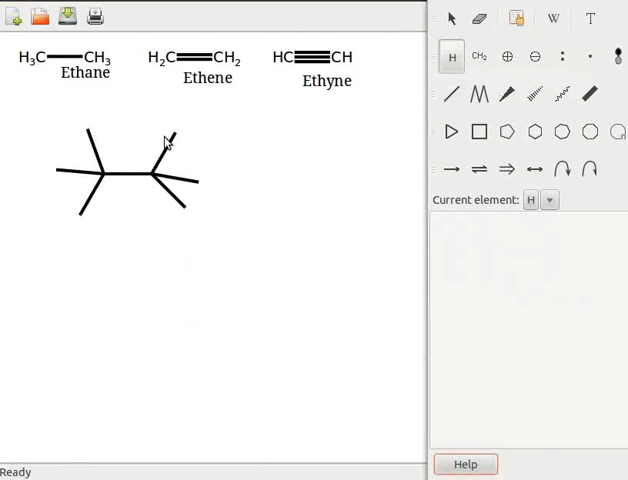 W T
H CH2
H3C CH3 H2C CH2 HC CH
Ethane Ethene Ethyne
Current element: H
Help
Ready